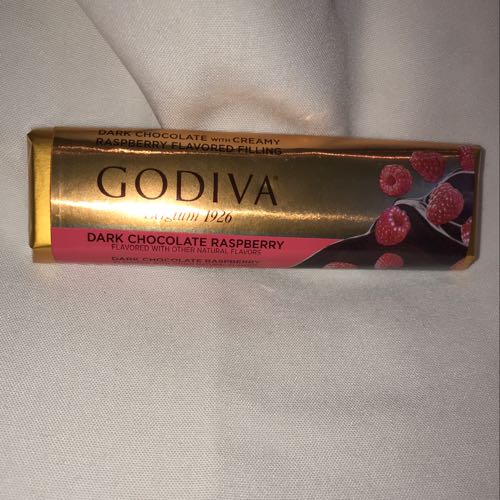 DARK CHOCOLATE WITH CREAMY
RASPBERRY FLAVORED FILLING
GODIVA
Belgium 1926
DARK CHOCOLATE RASPBERRY
FLAVORED WITH OTHER NATURAL FLAVORS
DARK CHOCOLATE RASPBERRY